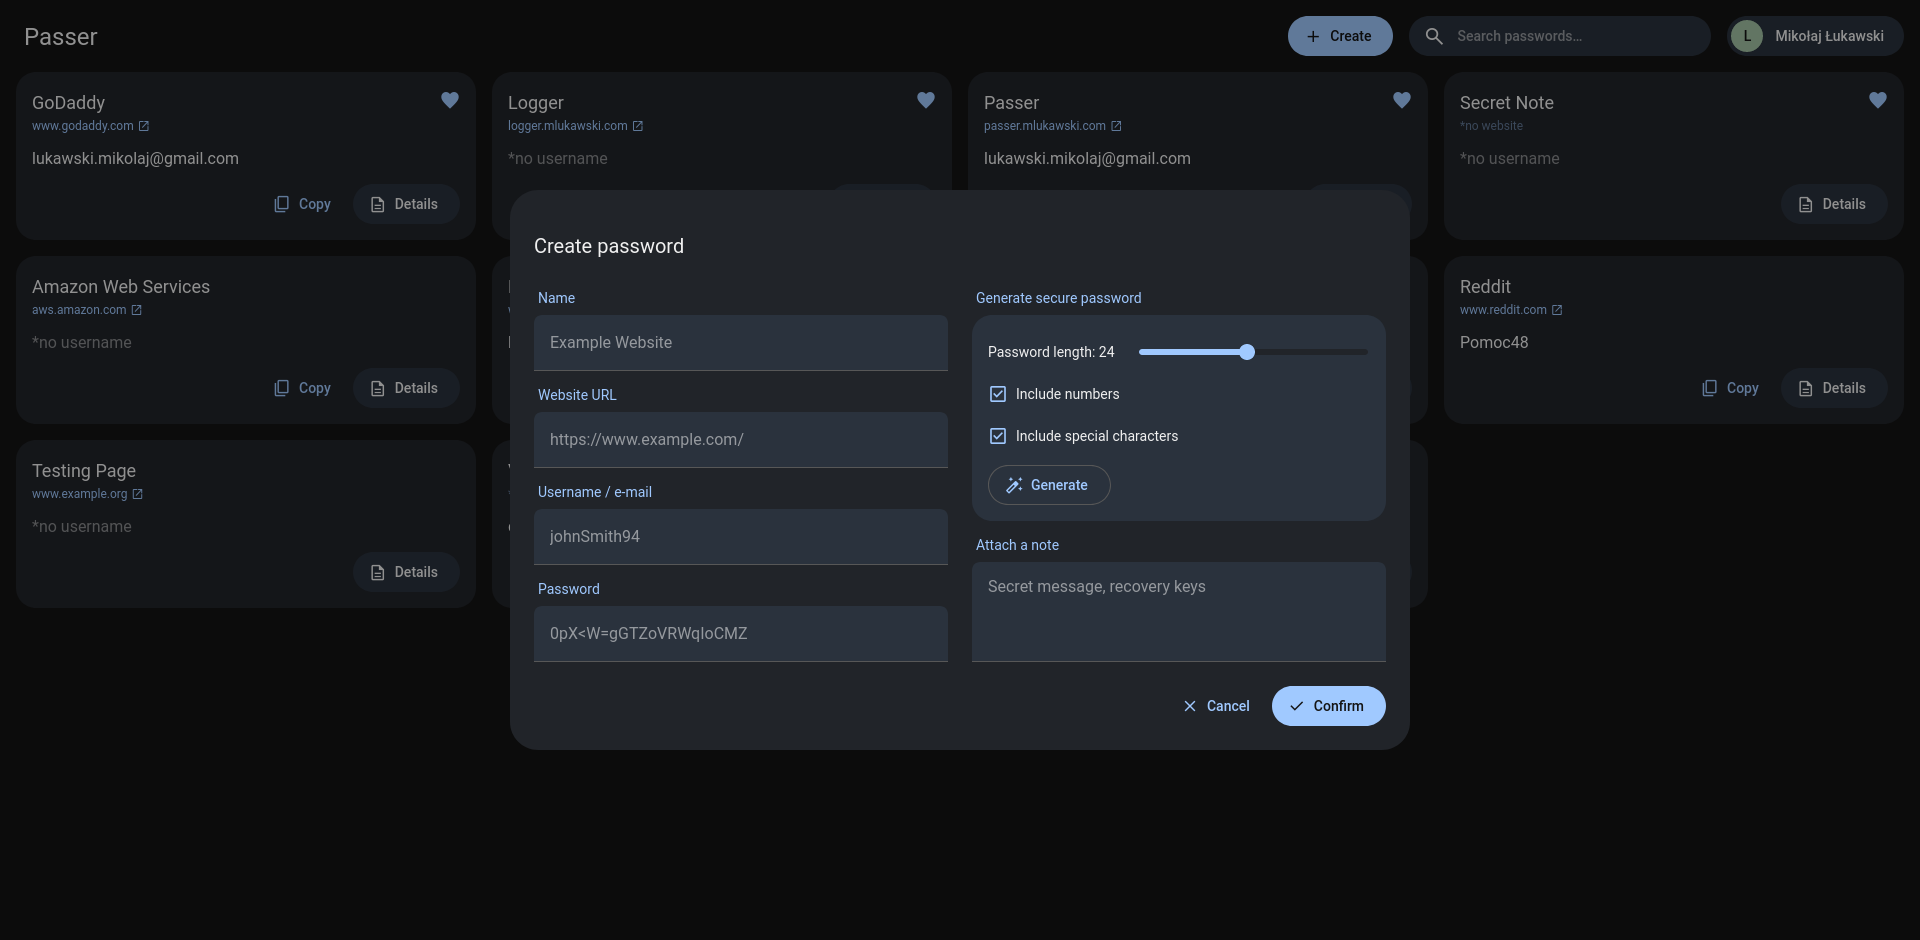 Passer
Create
Search passwords...
L
Mikołaj Łukawski
GoDaddy
www.godaddy.com
lukawski.mikolaj@gmail.com
Copy
Details
Logger
logger.mlukawski.com
*no username
Passer
passer.mlukawski.com
lukawski.mikolaj@gmail.com
Secret Note
*no website
*no username
Details
Amazon Web Services
aws.amazon.com
*no username
Copy
Details
Reddit
www.reddit.com
Pomoc48
Copy
Details
Testing Page
www.example.org
*no username
Details
Create password
Name
Example Website
Website URL
https://www.example.com/
Username / e-mail
johnSmith94
Password
0pX<W=gGTZoVRWqIoCMZ
Generate secure password
Password length: 24
Include numbers
Include special characters
Generate
Attach a note
Secret message, recovery keys
Cancel
Confirm